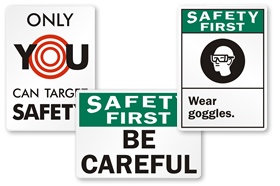 ONLY
YOU
CAN TARGET
SAFETY
SAFETY
FIRST
BE
CAREFUL
SAFETY
FIRST
Wear
goggles.